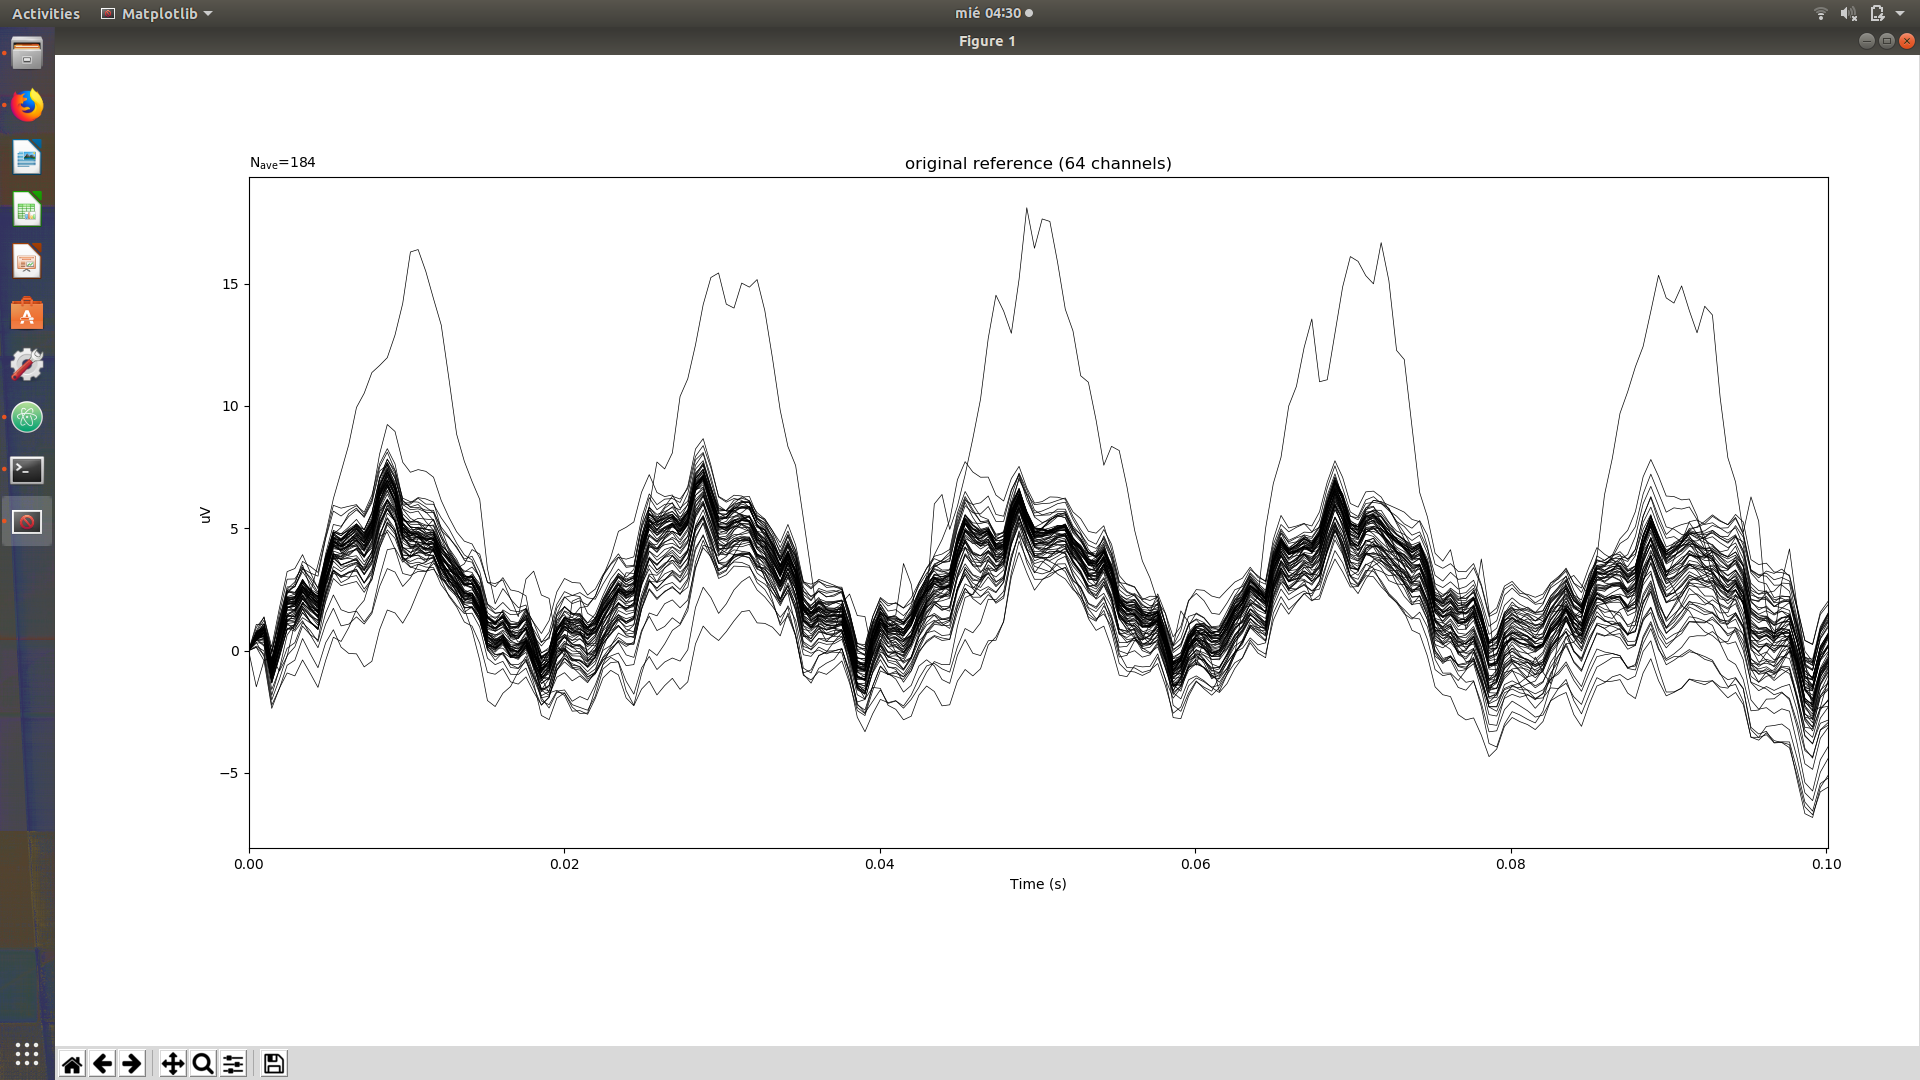 Activities Matplotlib mié 04:30
Figure 1
Nave=184 original reference (64 channels)
15
10
5
0
−5
uV
0.00 0.02 0.04 0.06 0.08 0.10
Time (s)